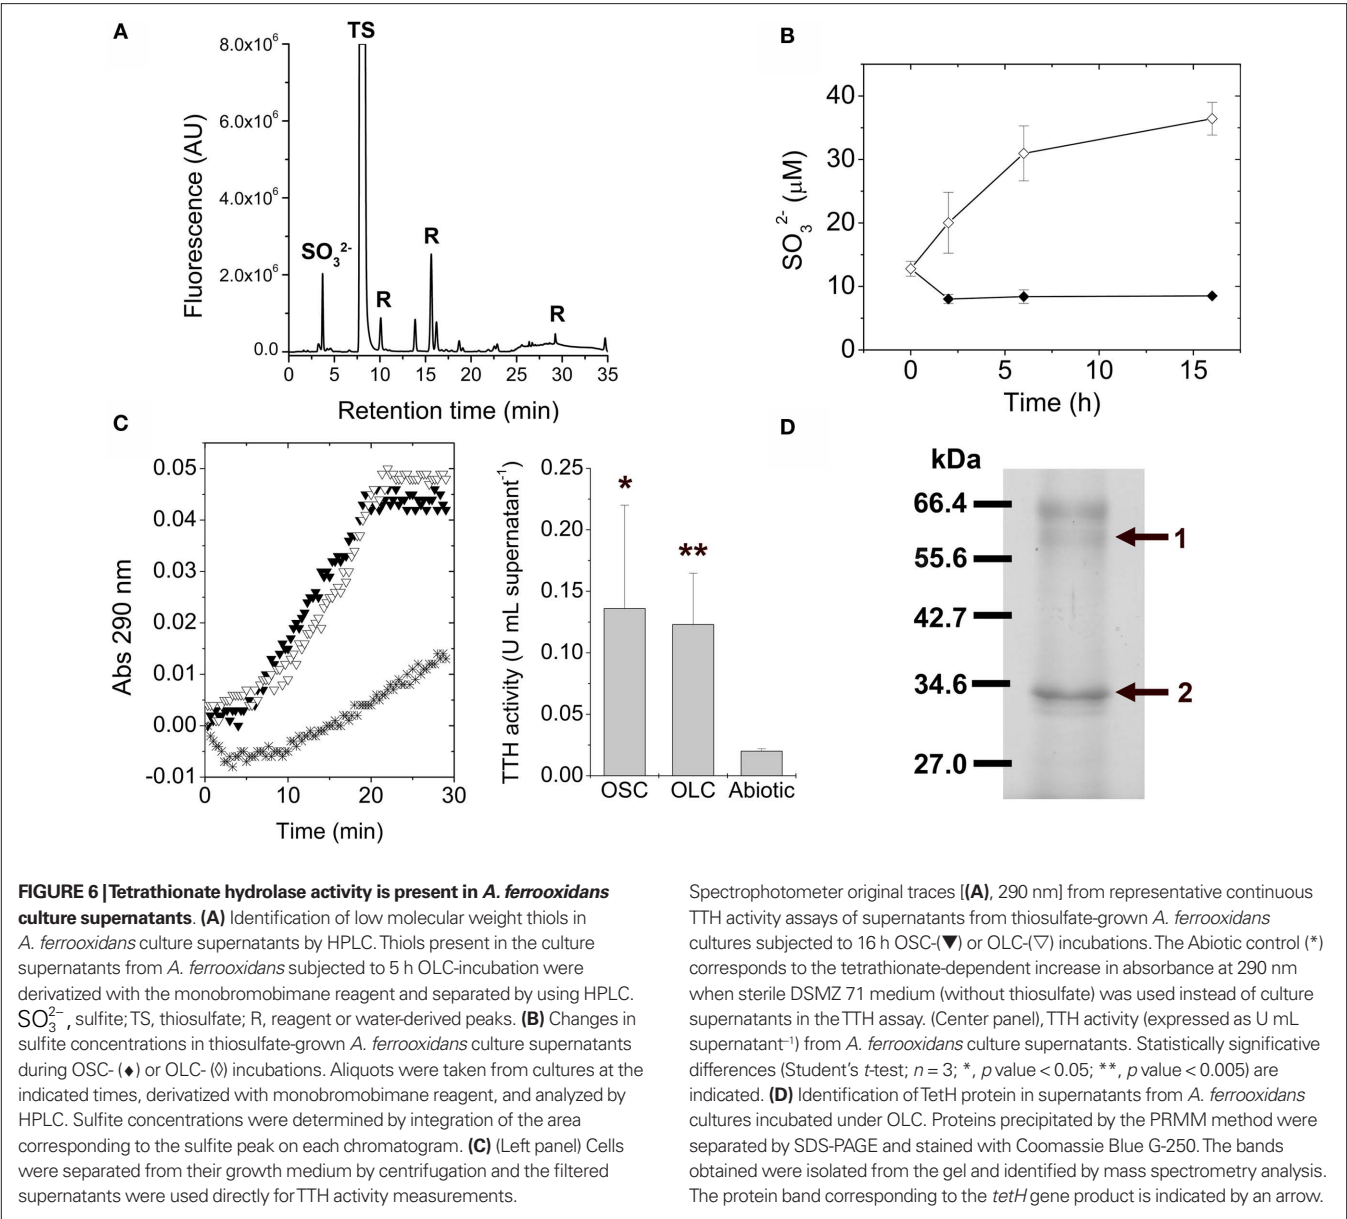 A
TS
8.0x10⁶
6.0x10⁶
4.0x10⁶
2.0x10⁶
0.0
Fluorescence (AU)
SO₃²⁻
R
R
R
0 5 10 15 20 25 30 35
Retention time (min)
B
40
30
20
10
0
SO₃²⁻ (µM)
0 5 10 15
Time (h)
C
0.05
0.04
0.03
0.02
0.01
0.00
-0.01
Abs 290 nm
0 10 20 30
Time (min)
TTH activity (U mL supernatant⁻¹)
0.25
0.20
0.15
0.10
0.05
0.00
*
**
OSC OLC Abiotic
D
kDa
66.4
55.6
42.7
34.6
27.0
1
2
FIGURE 6 | Tetrathionate hydrolase activity is present in A. ferrooxidans
culture supernatants. (A) Identification of low molecular weight thiols in
A. ferrooxidans culture supernatants by HPLC. Thiols present in the culture
supernatants from A. ferrooxidans subjected to 5 h OLC-incubation were
derivatized with the monobromobimane reagent and separated by using HPLC.
SO₃²⁻, sulfite; TS, thiosulfate; R, reagent or water-derived peaks. (B) Changes in
sulfite concentrations in thiosulfate-grown A. ferrooxidans culture supernatants
during OSC- (♦) or OLC- (◊) incubations. Aliquots were taken from cultures at the
indicated times, derivatized with monobromobimane reagent, and analyzed by
HPLC. Sulfite concentrations were determined by integration of the area
corresponding to the sulfite peak on each chromatogram. (C) (Left panel) Cells
were separated from their growth medium by centrifugation and the filtered
supernatants were used directly for TTH activity measurements.
Spectrophotometer original traces [(A), 290 nm] from representative continuous
TTH activity assays of supernatants from thiosulfate-grown A. ferrooxidans
cultures subjected to 16 h OSC-(▼) or OLC-(▽) incubations. The Abiotic control (*)
corresponds to the tetrathionate-dependent increase in absorbance at 290 nm
when sterile DSMZ 71 medium (without thiosulfate) was used instead of culture
supernatants in the TTH assay. (Center panel), TTH activity (expressed as U mL
supernatant⁻¹) from A. ferrooxidans culture supernatants. Statistically significative
differences (Student's t-test; n = 3; *, p value < 0.05; **, p value < 0.005) are
indicated. (D) Identification of TetH protein in supernatants from A. ferrooxidans
cultures incubated under OLC. Proteins precipitated by the PRMM method were
separated by SDS-PAGE and stained with Coomassie Blue G-250. The bands
obtained were isolated from the gel and identified by mass spectrometry analysis.
The protein band corresponding to the tetH gene product is indicated by an arrow.